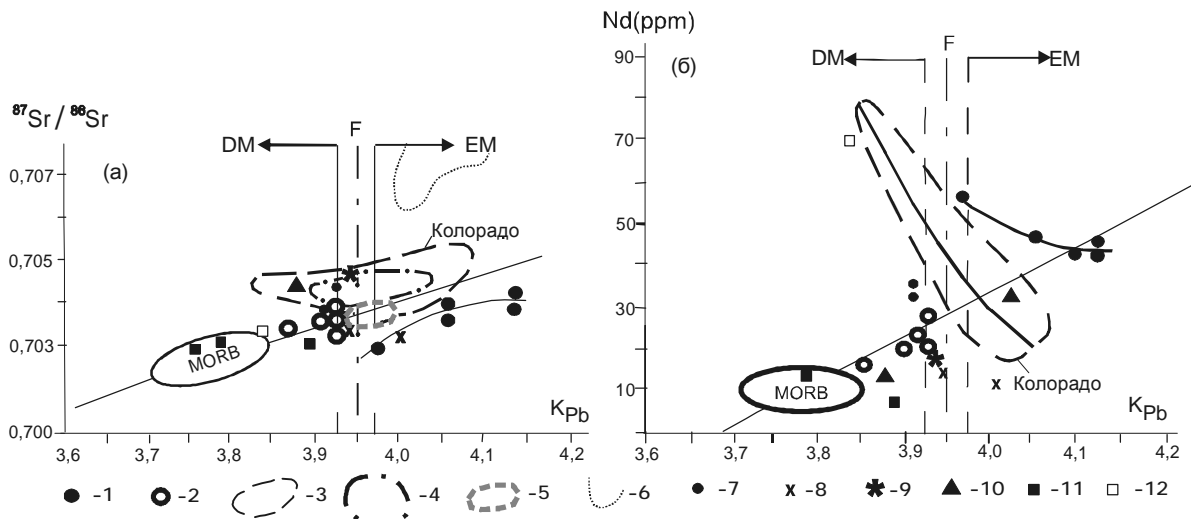 Nd(ppm)
90
70
50
30
10
(б)
DM
F
EM
MORB
Колорадо
K Pb
3,6
3,7
3,8
3,9
4,0
4,1
4,2
⁸⁷Sr / ⁸⁶Sr
0,707
0,705
0,703
0,700
(а)
DM
F
EM
Колорадо
MORB
K Pb
3,6
3,7
3,8
3,9
4,0
4,1
4,2
-1
-2
-3
-4
-5
-6
-7
-8
-9
-10
-11
-12